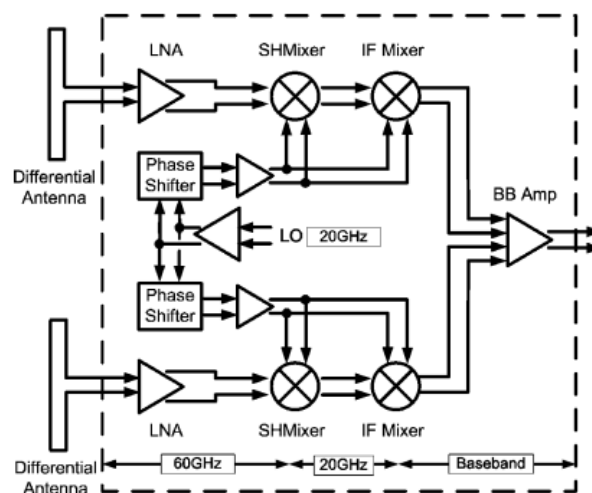 LNA SHMixer IF Mixer
Differential
Antenna
Phase
Shifter
BB Amp
LO 20GHz
Phase
Shifter
LNA SHMixer IF Mixer
Differential
Antenna
60GHz 20GHz Baseband